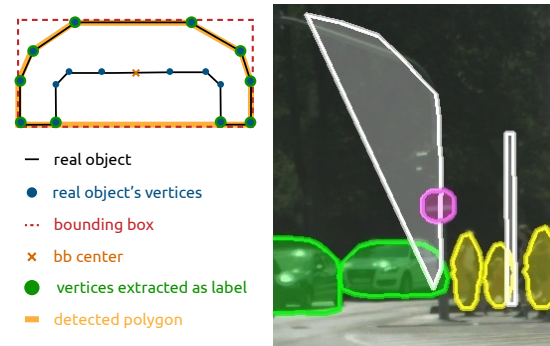 real object
real object's vertices
bounding box
bb center
vertices extracted as label
detected polygon